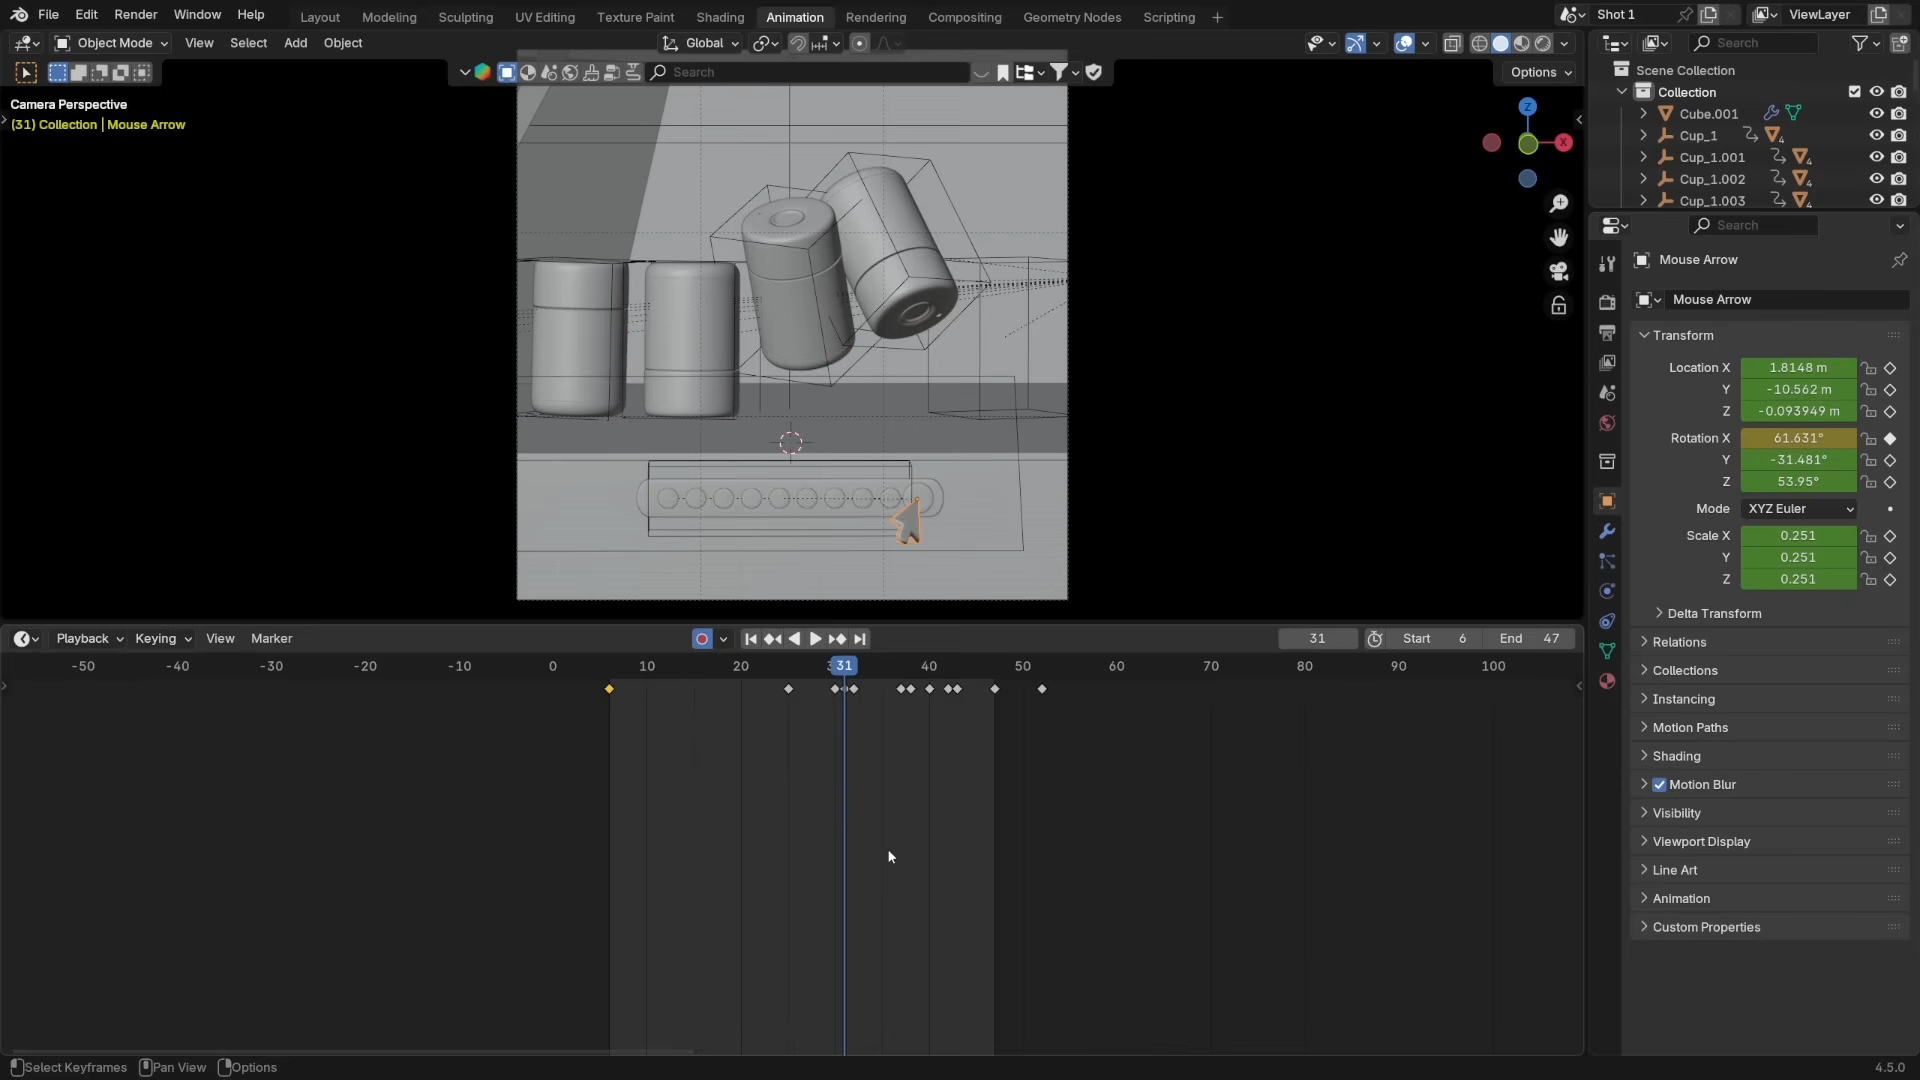 File Edit Render Window Help Layout Modeling Sculpting UV Editing Texture Paint Shading Animation Rendering Compositing Geometry Nodes Scripting + Shot 1 ViewLayer
Object Mode View Select Add Object Global Search
Search Options
Camera Perspective
(31) Collection | Mouse Arrow
Z
X
Scene Collection
Collection
Cube.001
Cup_1 4
Cup_1.001 4
Cup_1.002 4
Cup_1.003 4
Search
Mouse Arrow
Mouse Arrow
Transform
Location X 1.8148 m
Y -10.562 m
Z -0.093949 m
Rotation X 61.631°
Y -31.481°
Z 53.95°
Mode XYZ Euler
Scale X 0.251
Y 0.251
Z 0.251
Delta Transform
Relations
Collections
Instancing
Motion Paths
Shading
Motion Blur
Visibility
Viewport Display
Line Art
Animation
Custom Properties
Playback Keying View Marker 31 Start 6 End 47
-50 -40 -30 -20 -10 0 10 20 31 40 50 60 70 80 90 100
Select Keyframes Pan View Options 4.5.0